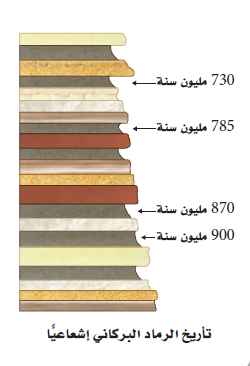 730 مليون سنة
785 مليون سنة
870 مليون سنة
900 مليون سنة
تأريخ الرماد البركاني إشعاعيًّا